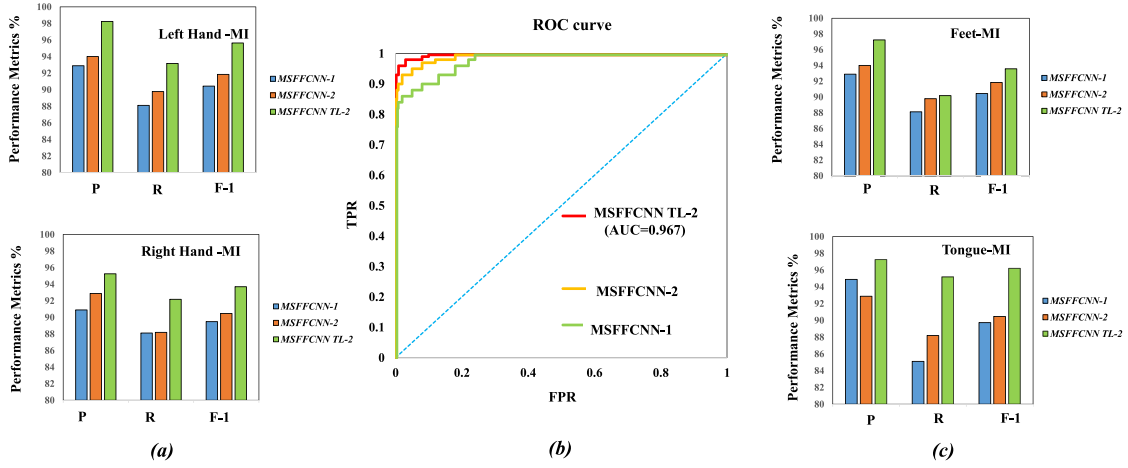 Performance Metrics %
100
98
96
94
92
90
88
86
84
82
80
Left Hand -MI
MSFFCNN-1
MSFFCNN-2
MSFFCNN TL-2
P R F-1
Performance Metrics %
100
98
96
94
92
90
88
86
84
82
80
Right Hand -MI
MSFFCNN-1
MSFFCNN-2
MSFFCNN TL-2
P R F-1
(a)
ROC curve
TPR
1
0.9
0.8
0.7
0.6
0.5
0.4
0.3
0.2
0.1
0
MSFFCNN TL-2
(AUC=0.967)
MSFFCNN-2
MSFFCNN-1
0 0.2 0.4 0.6 0.8 1
FPR
(b)
Performance Metrics %
100
98
96
94
92
90
88
86
84
82
80
Feet-MI
MSFFCNN-1
MSFFCNN-2
MSFFCNN TL-2
P R F-1
Performance Metrics %
98
96
94
92
90
88
86
84
82
80
Tongue-MI
MSFFCNN-1
MSFFCNN-2
MSFFCNN TL-2
P R F-1
(c)